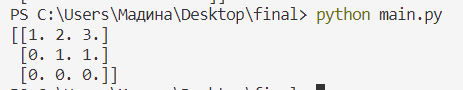 PS C:\Users\Мадина\Desktop\final> python main.py
[[1. 2. 3.]
 [0. 1. 1.]
 [0. 0. 0.]]